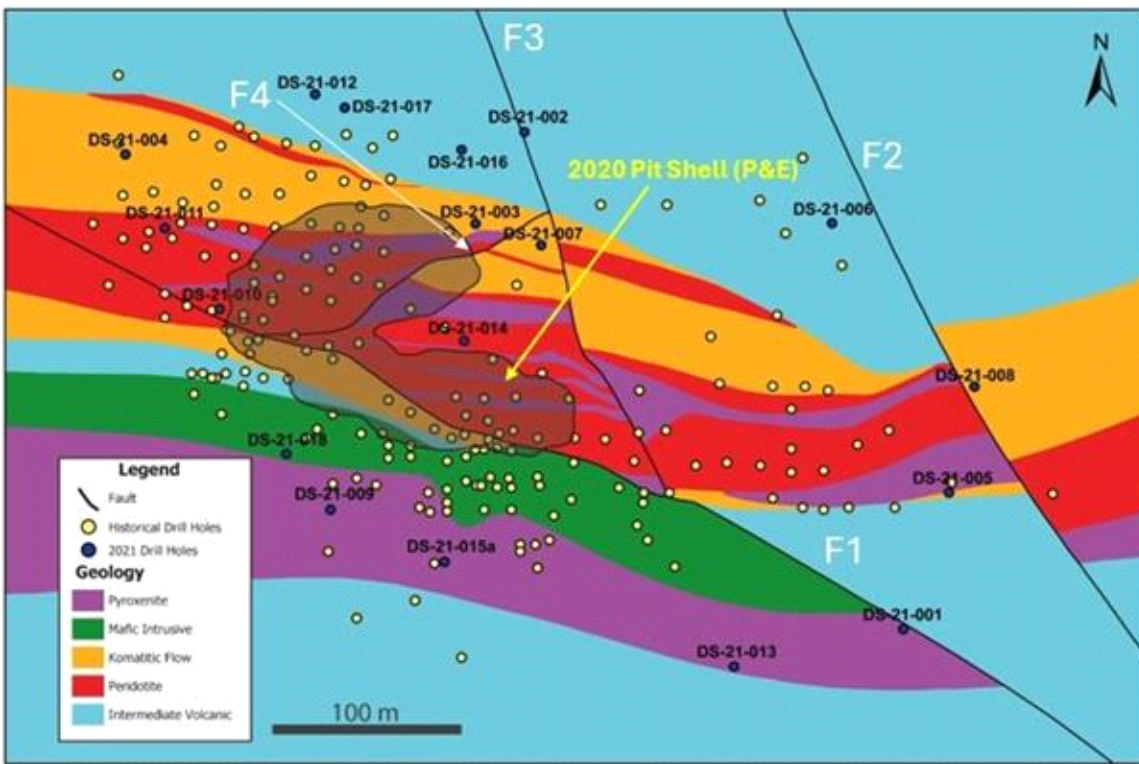 F3
N
DS-21-012
F4
DS-21-017
DS-21-002
DS-21-004
DS-21-016
F2
2020 Pit Shell (P&E)
DS-21-011
DS-21-003
DS-21-006
DS-21-007
DS-21-010
DS-21-014
DS-21-008
DS-21-018
Legend
Fault
Historical Drill Holes
2021 Drill Holes
Geology
Pyroxenite
Mafic Intrusive
Komatitic Flow
Peridotite
Intermediate Volcanic
DS-21-009
DS-21-005
DS-21-015a
F1
DS-21-001
DS-21-013
100 m